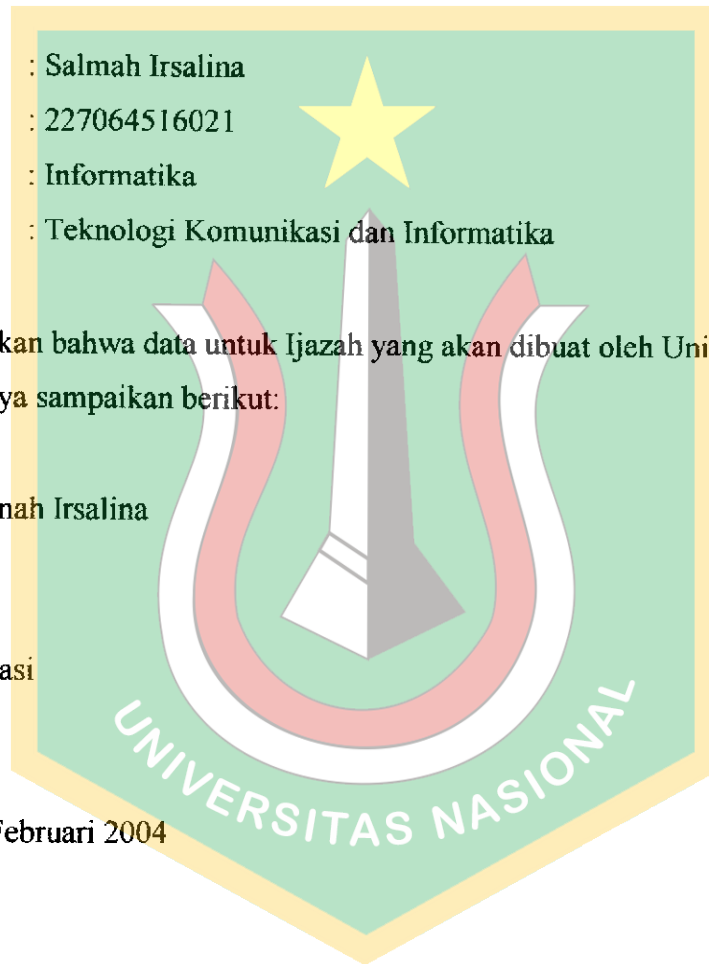 : Salmah Irsalina
: 227064516021
: Informatika
: Teknologi Komunikasi dan Informatika
kan bahwa data untuk Ijazah yang akan dibuat oleh Uni
ya sampaikan berikut:
nah Irsalina
asi
Februari 2004
UNIVERSITAS NASIONAL